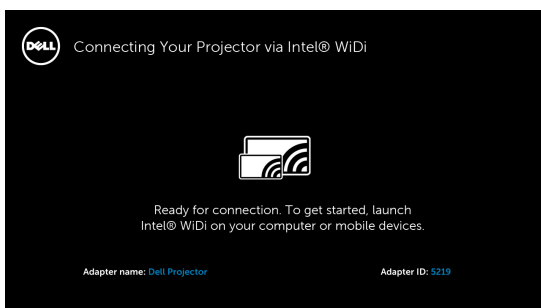 DELL
Connecting Your Projector via Intel® WiDi
Ready for connection. To get started, launch
Intel® WiDi on your computer or mobile devices.
Adapter name: Dell Projector
Adapter ID: 5219